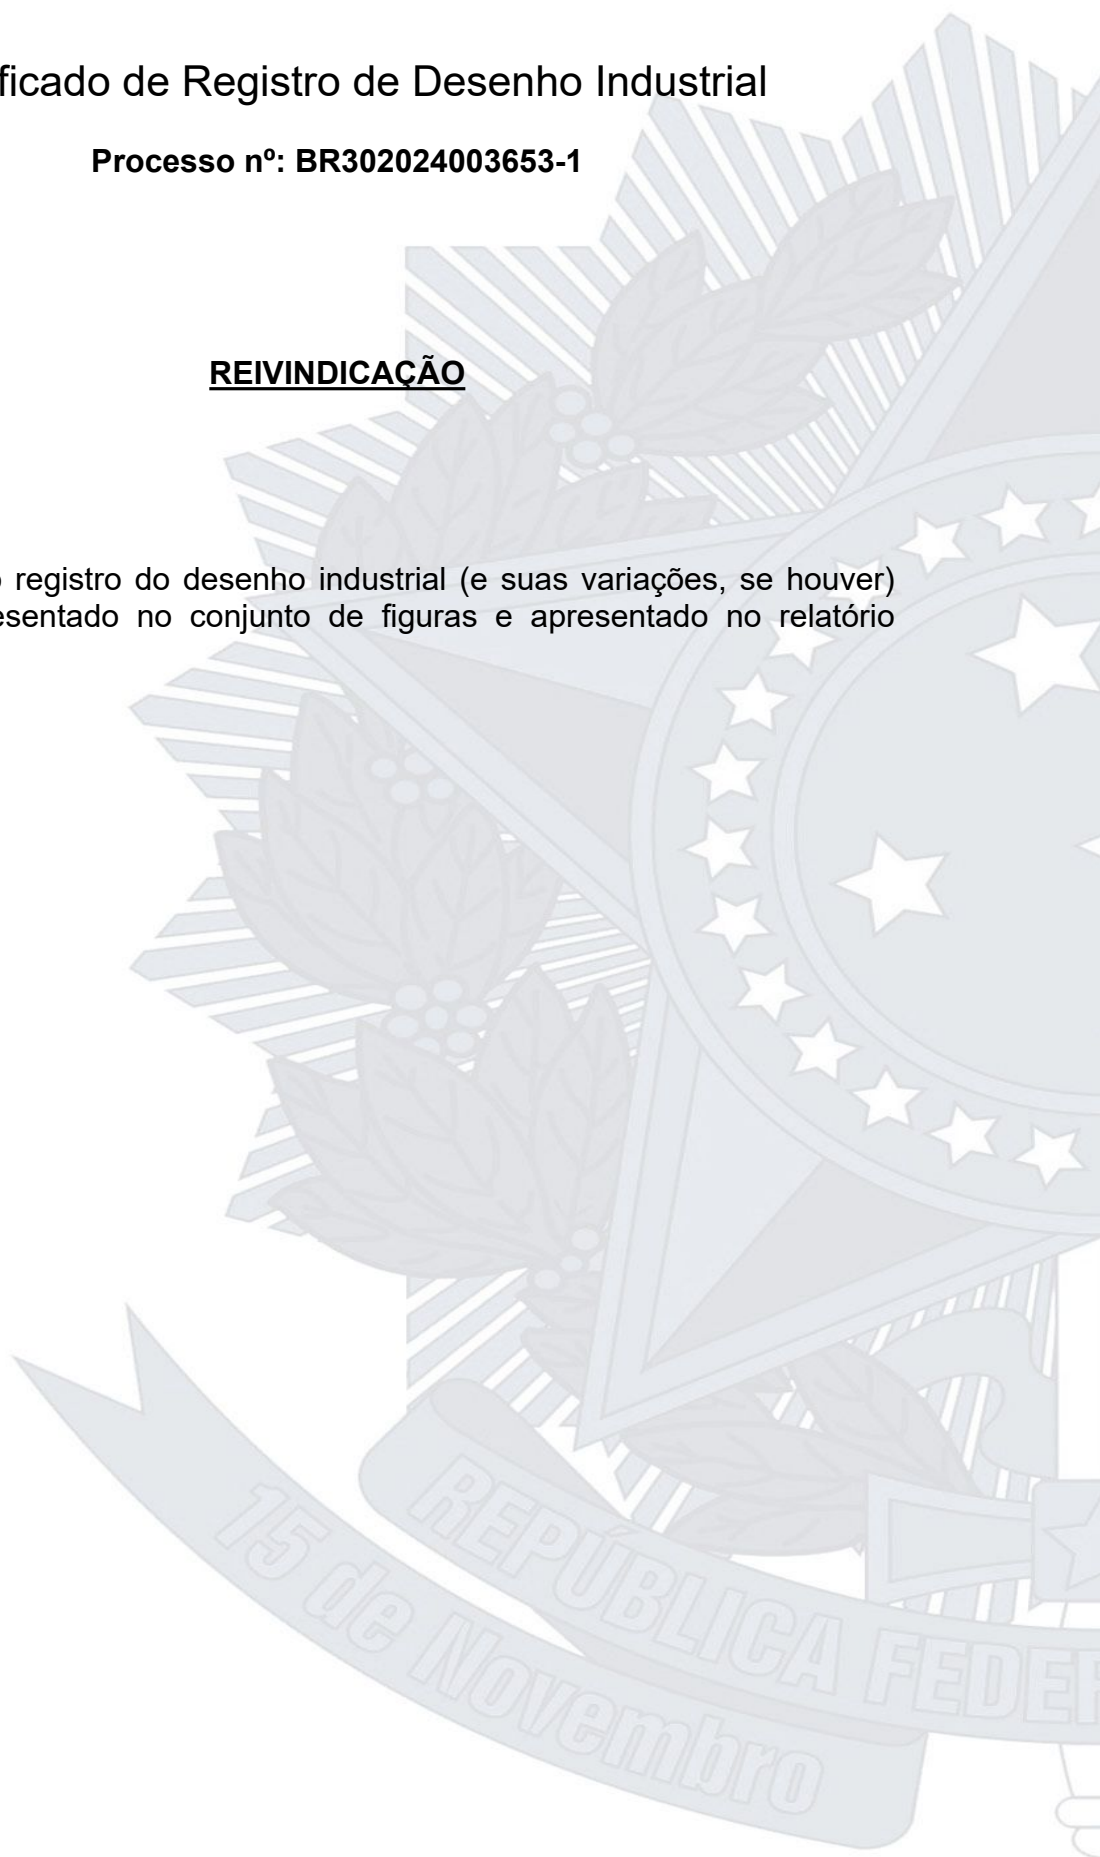 ficado de Registro de Desenho Industrial
Processo nº: BR302024003653-1
REIVINDICAÇÃO
o registro do desenho industrial (e suas variações, se houver)
esentado no conjunto de figuras e apresentado no relatório
REPÚBLICA FEDER
15 de Novembro